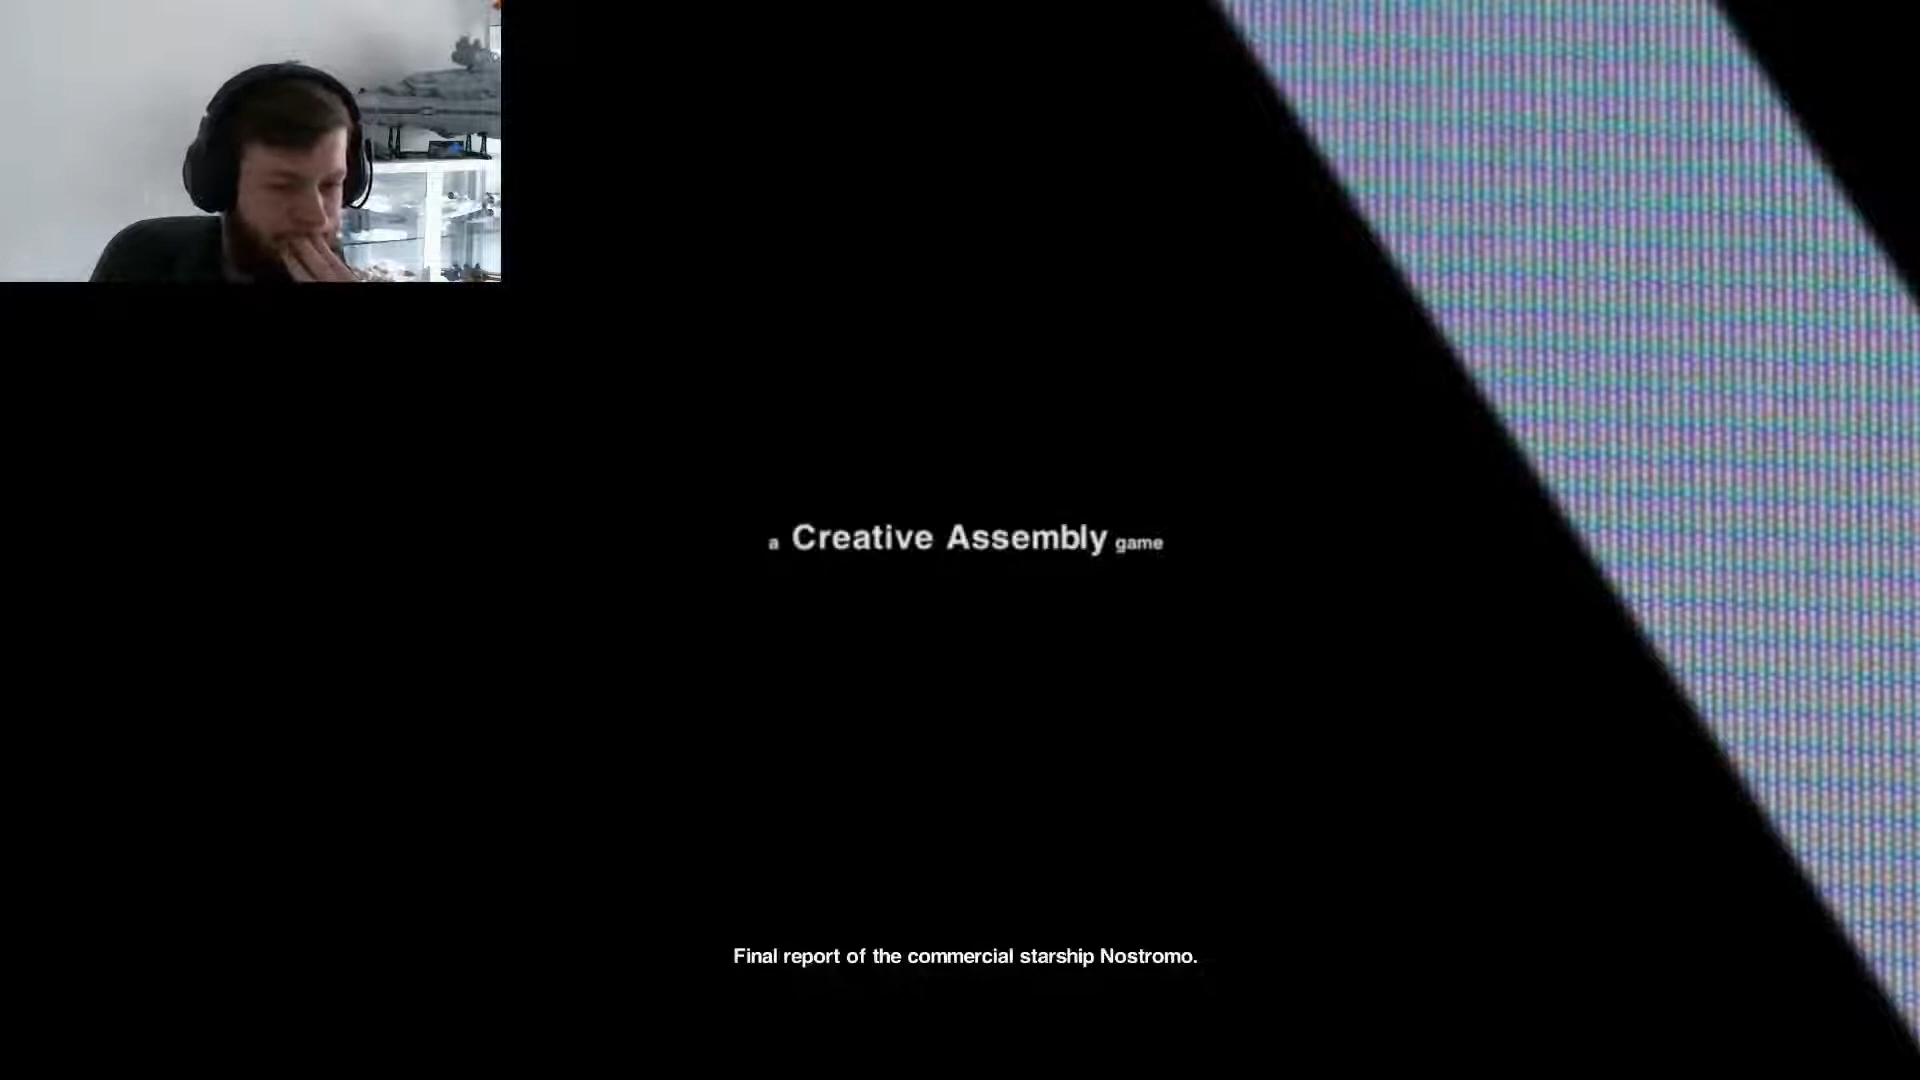 a Creative Assembly game
Final report of the commercial starship Nostromo.